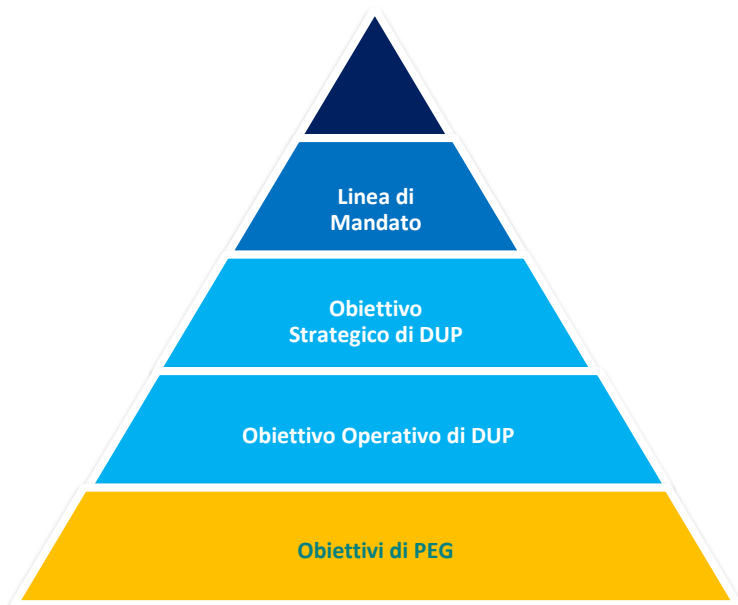 Linea di
Mandato
Obiettivo
Strategico di DUP
Obiettivo Operativo di DUP
Obiettivi di PEG